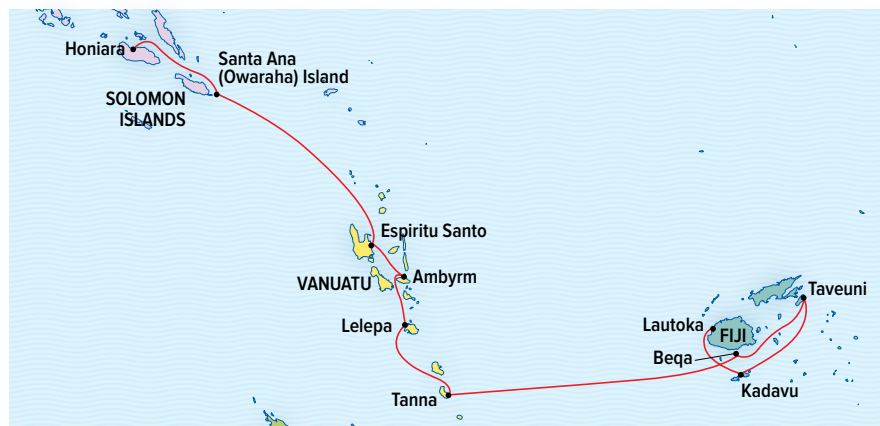 Honiara
Santa Ana
(Owaraha) Island
SOLOMON
ISLANDS
Espiritu Santo
VANUATU
Ambyrm
Lelepa
Tanna
Taveuni
Lautoka
FIJI
Beqa
Kadavu